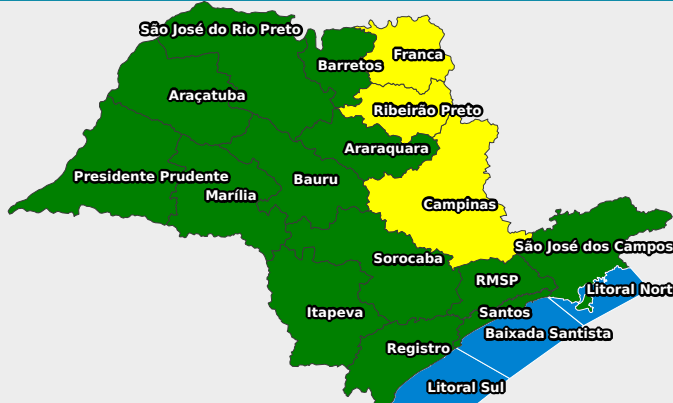 São José do Rio Preto
Franca
Barretos
Araçatuba
Ribeirão Preto
Araraquara
Presidente Prudente
Bauru
Marília
Campinas
São José dos Campos
Sorocaba
RMSP
Litoral Nort
Itapeva
Santos
Baixada Santista
Registro
Litoral Sul